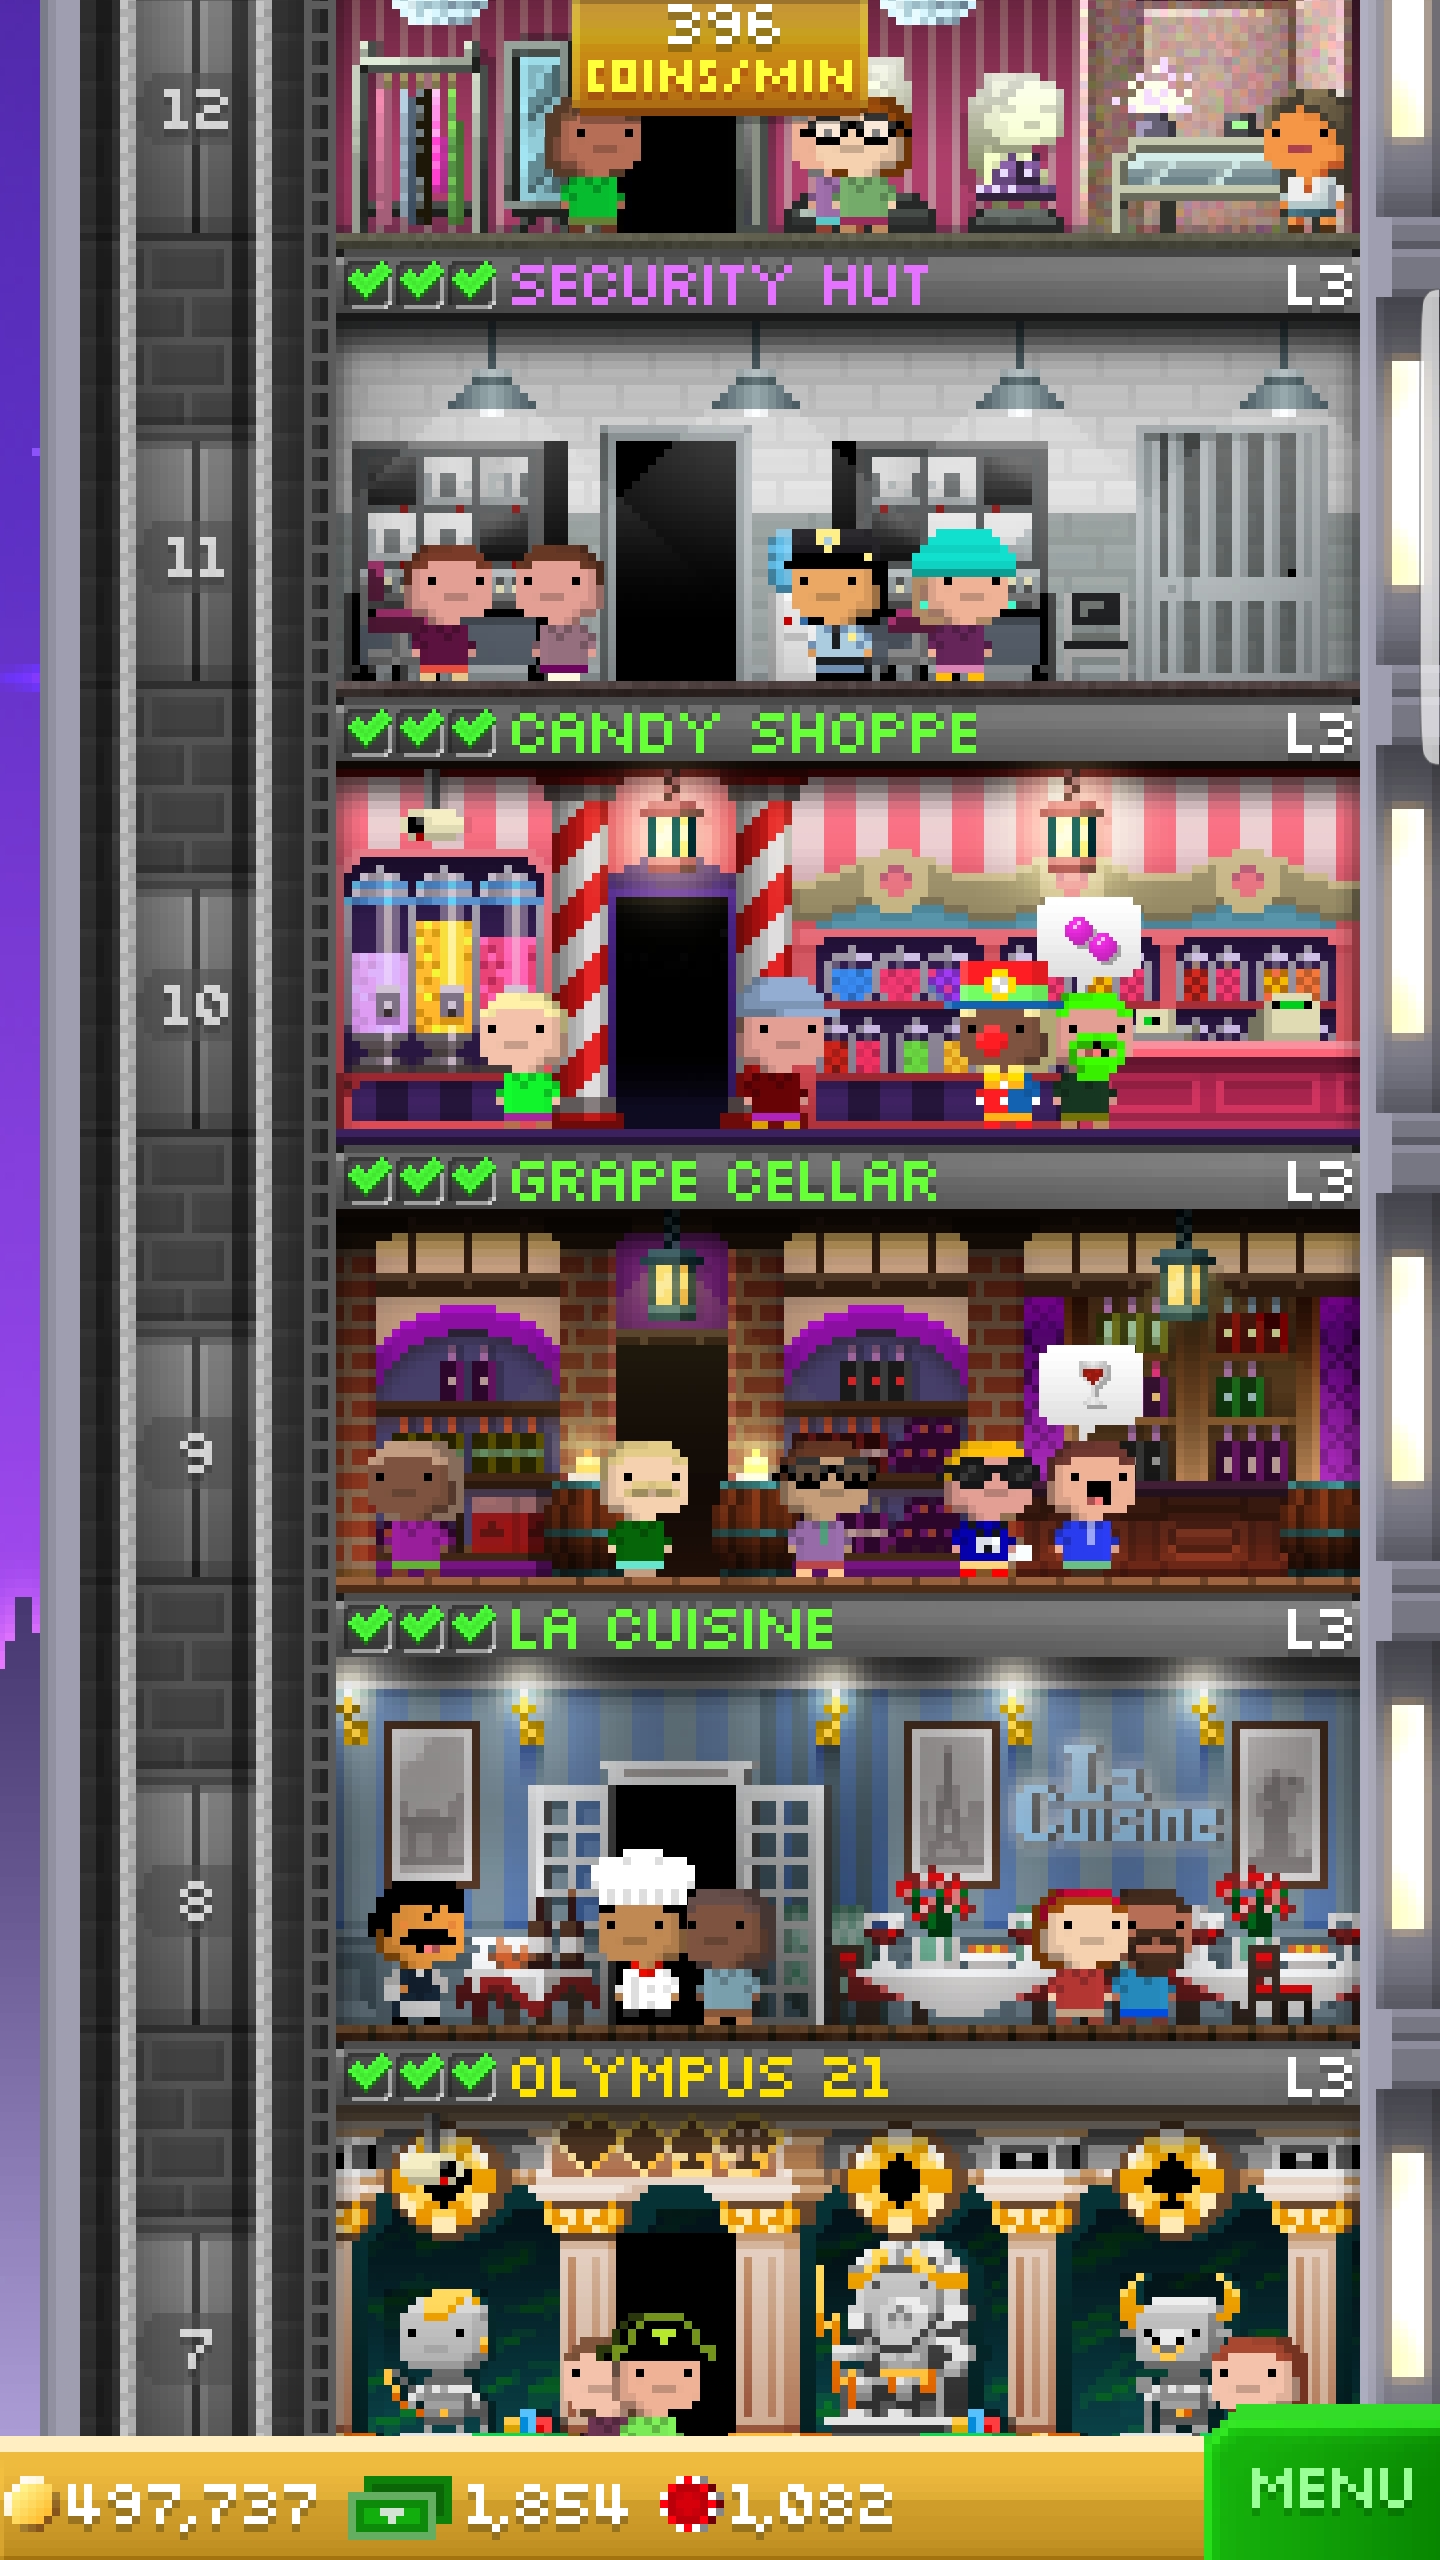 396
COINS/MIN
12
SECURITY HUT L3
11
CANDY SHOPPE L3
10
GRAPE CELLAR L3
9
LA CUISINE L3
La
Cuisine
8
OLYMPUS 21 L3
7
497,737 1,854 1,082 MENU